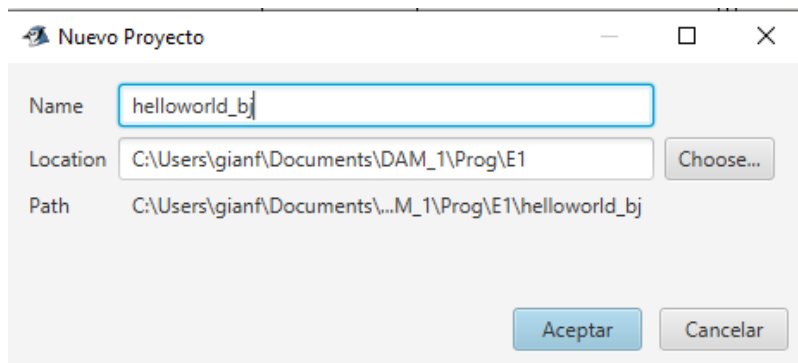 Nuevo Proyecto
Name helloworld_bj
Location C:\Users\gianf\Documents\DAM_1\Prog\E1 Choose...
Path C:\Users\gianf\Documents\...M_1\Prog\E1\helloworld_bj
Aceptar Cancelar